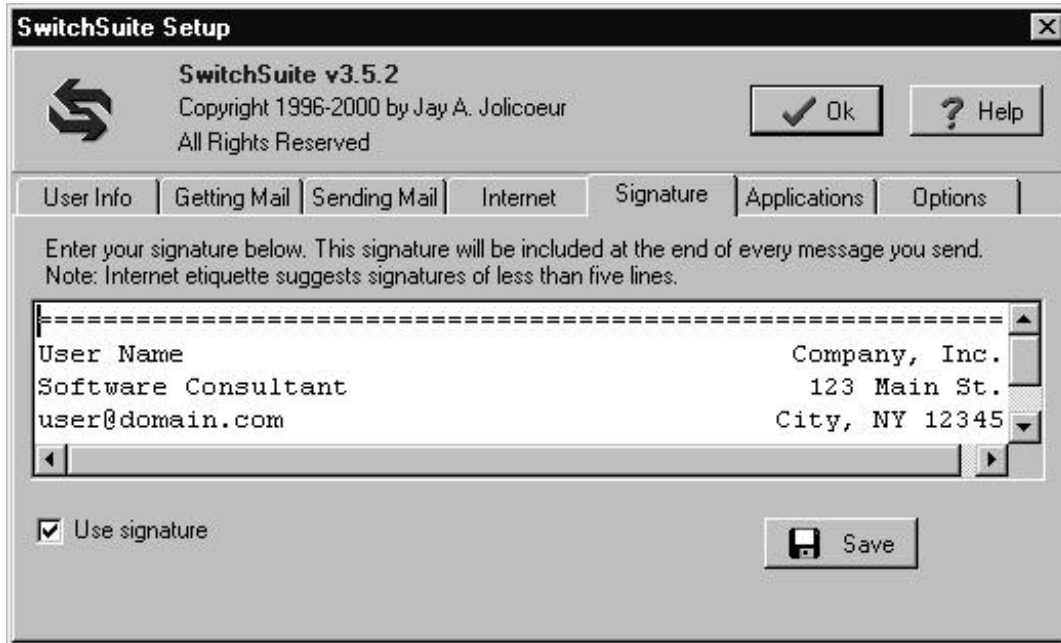 SwitchSuite Setup
SwitchSuite v3.5.2
Copyright 1996-2000 by Jay A. Jolicoeur
All Rights Reserved
Ok
Help
User Info
Getting Mail
Sending Mail
Internet
Signature
Applications
Options
Enter your signature below. This signature will be included at the end of every message you send.
Note: Internet etiquette suggests signatures of less than five lines.
===========================================================
User Name Company, Inc.
Software Consultant 123 Main St.
user@domain.com City, NY 12345
Use signature
Save